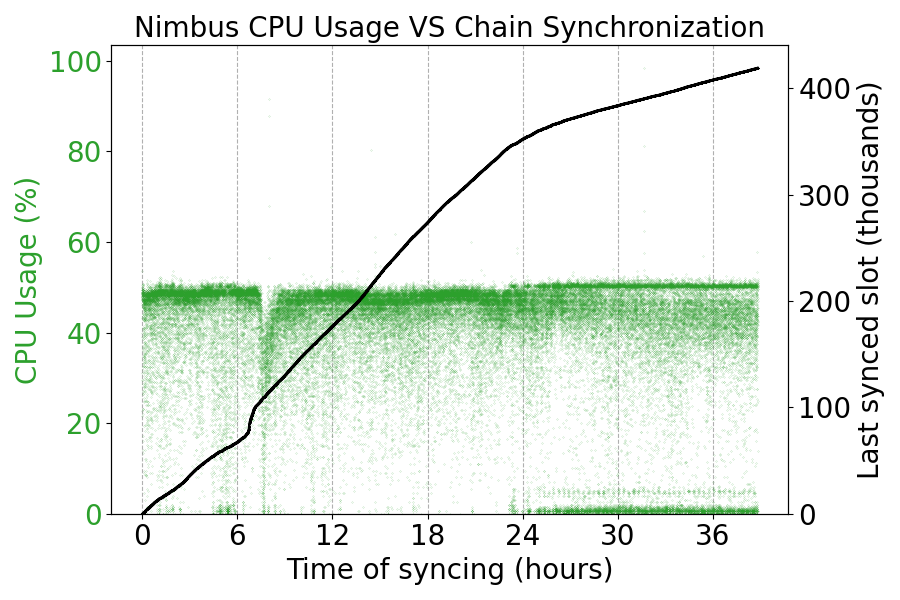 Nimbus CPU Usage VS Chain Synchronization
CPU Usage (%)
100
80
60
40
20
0
Last synced slot (thousands)
400
300
200
100
0
0 6 12 18 24 30 36
Time of syncing (hours)